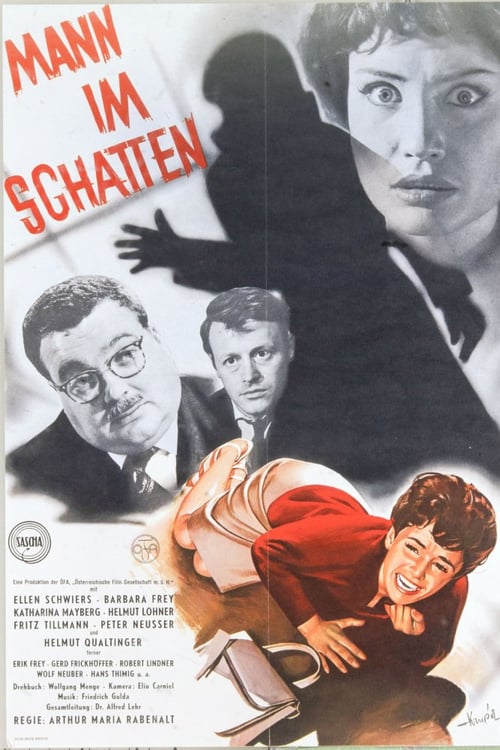 MANN
IM
SCHATTEN
SASCHA
ÖFA
Eine Produktion der ÖFA, „Österreichische Film Gesellschaft m. b. H."
mit
ELLEN SCHWIERS · BARBARA FREY
KATHARINA MAYBERG · HELMUT LOHNER
FRITZ TILLMANN · PETER NEUSSER
und
HELMUT QUALTINGER
ferner
ERIK FREY · GERD FRICKHÖFFER · ROBERT LINDNER
WOLF NEUBER · HANS THIMIG u. a.
Drehbuch: Wolfgang Menge · Kamera: Elio Carniel
Musik: Friedrich Gulda
Gesamtleitung: Dr. Alfred Lehr
REGIE: ARTHUR MARIA RABENALT